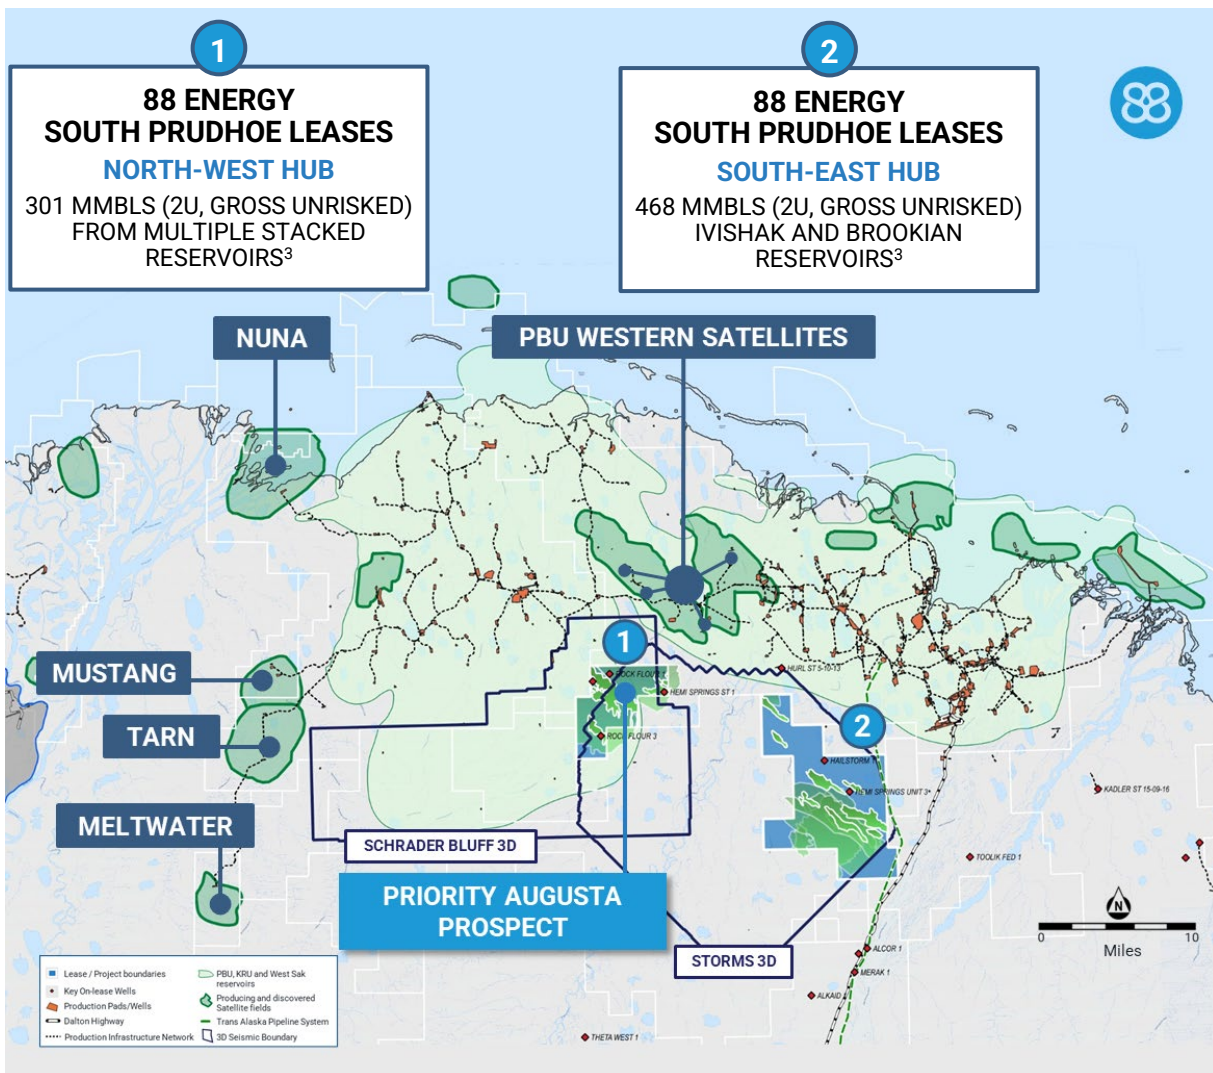 1
88 ENERGY
SOUTH PRUDHOE LEASES
NORTH-WEST HUB
301 MMBLS (2U, GROSS UNRISKED)
FROM MULTIPLE STACKED
RESERVOIRS³
2
88 ENERGY
SOUTH PRUDHOE LEASES
SOUTH-EAST HUB
468 MMBLS (2U, GROSS UNRISKED)
IVISHAK AND BROOKIAN
RESERVOIRS³
88
NUNA
PBU WESTERN SATELLITES
1
HURL ST 5-10-13
MUSTANG
HEMI SPRINGS ST 1
TARN
2
ROCK FLOUR 3
HAILSTORM 1
HEMI SPRINGS UNIT 3
KADLER ST 15-09-16
MELTWATER
SCHRADER BLUFF 3D
TOOLIK FED 1
PRIORITY AUGUSTA
PROSPECT
N
0 10
Miles
STORMS 3D
ALCOR 1
MERAK 1
ALKAID
THETA WEST 1
Lease / Project boundaries
Key On-lease Wells
Production Pads/Wells
Dalton Highway
Production Infrastructure Network
PBU, KRU and West Sak
reservoirs
Producing and discovered
Satellite fields
Trans Alaska Pipeline System
3D Seismic Boundary